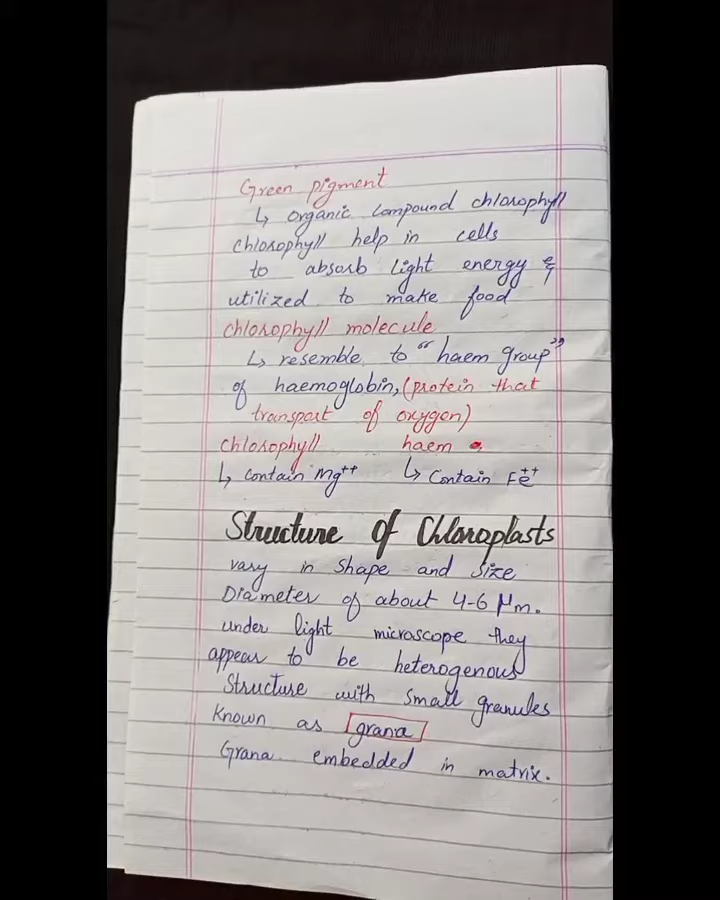 Green pigment
↳ organic compound chlorophyll
chlorophyll help in cells
to absorb light energy &
utilized to make food
chlorophyll molecule
↳ resemble to "haem group"
of haemoglobin, (protein that
transport of oxygen)
chlorophyll haem
↳ contain Mg++ ↳ Contain Fe++
Structure of Chloroplasts
vary in shape and size
Diameter of about 4-6 μm.
under light microscope they
appear to be heterogenous
Structure with small granules
known as grana
Grana embedded in matrix.